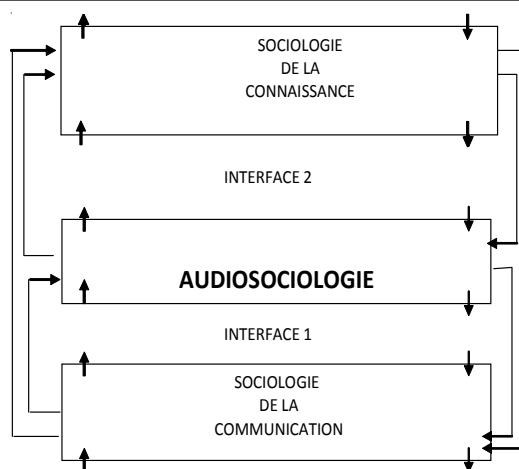 SOCIOLOGIE
DE LA
CONNAISSANCE
INTERFACE 2
AUDIOSOCIOLOGIE
INTERFACE 1
SOCIOLOGIE
DE LA
COMMUNICATION